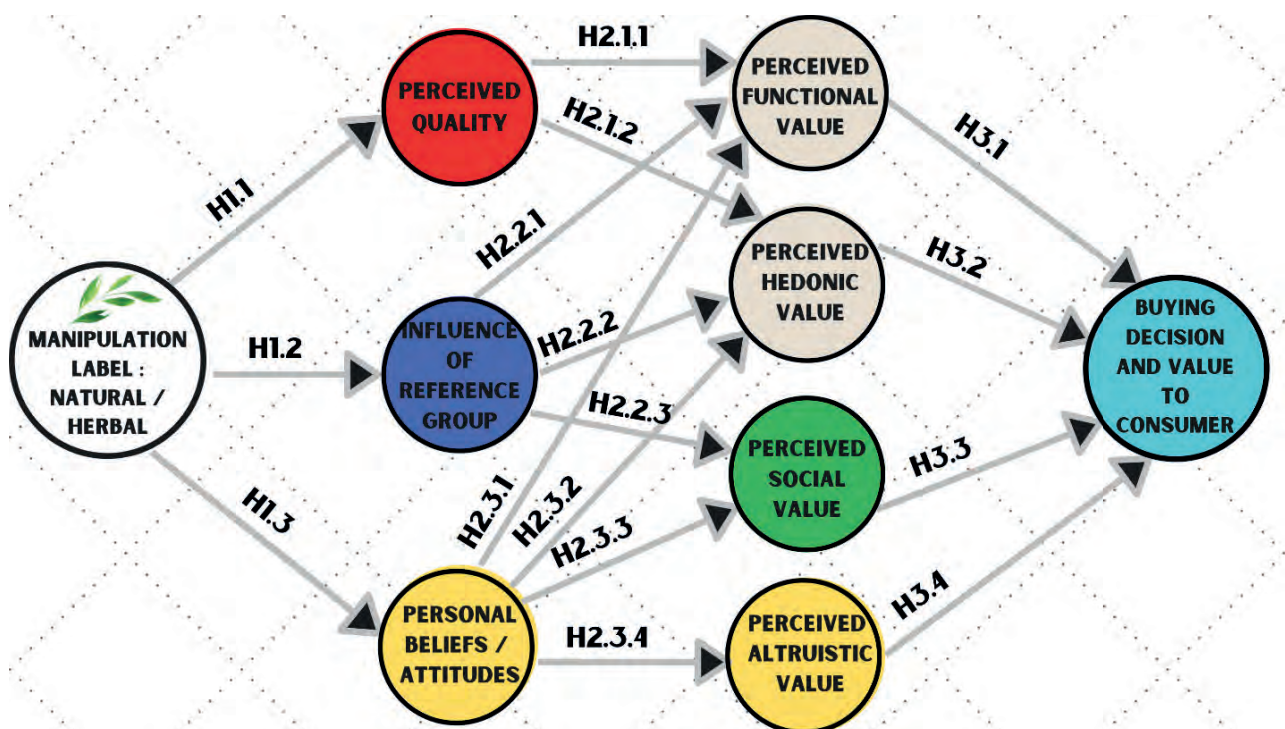 H2.1.1
PERCEIVED
FUNCTIONAL
VALUE
PERCEIVED
QUALITY
H2.1.2
H3.1
H1.1
H2.2.1
PERCEIVED
HEDONIC
VALUE
H3.2
MANIPULATION
LABEL :
NATURAL /
HERBAL
H1.2
INFLUENCE
OF
REFERENCE
GROUP
H2.2.2
BUYING
DECISION
AND VALUE
TO
CONSUMER
H2.2.3
PERCEIVED
SOCIAL
VALUE
H3.3
H1.3
H2.3.1
H2.3.2
H2.3.3
PERSONAL
BELIEFS /
ATTITUDES
H2.3.4
PERCEIVED
ALTRUISTIC
VALUE
H3.4